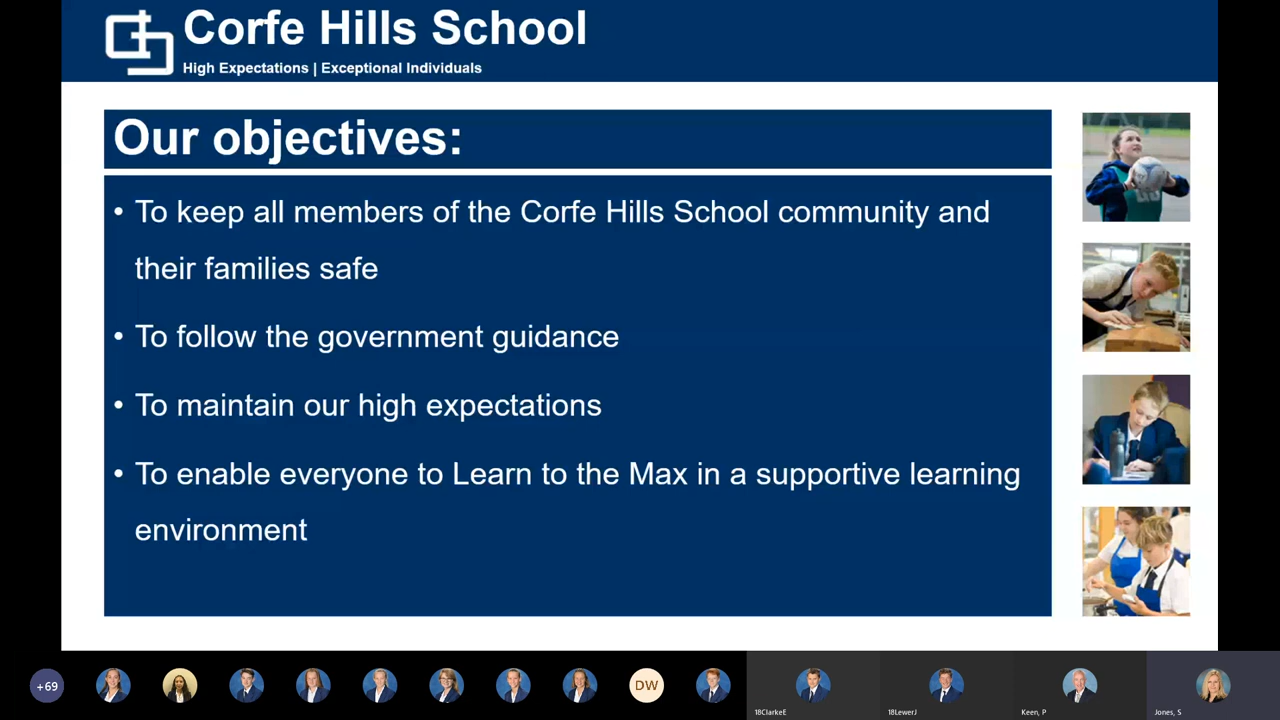 Corfe Hills School
High Expectations | Exceptional Individuals
Our objectives:
• To keep all members of the Corfe Hills School community and
their families safe
• To follow the government guidance
• To maintain our high expectations
• To enable everyone to Learn to the Max in a supportive learning
environment
+69
DW
18ClarkeE
18LewerJ
Keen, P
Jones, S